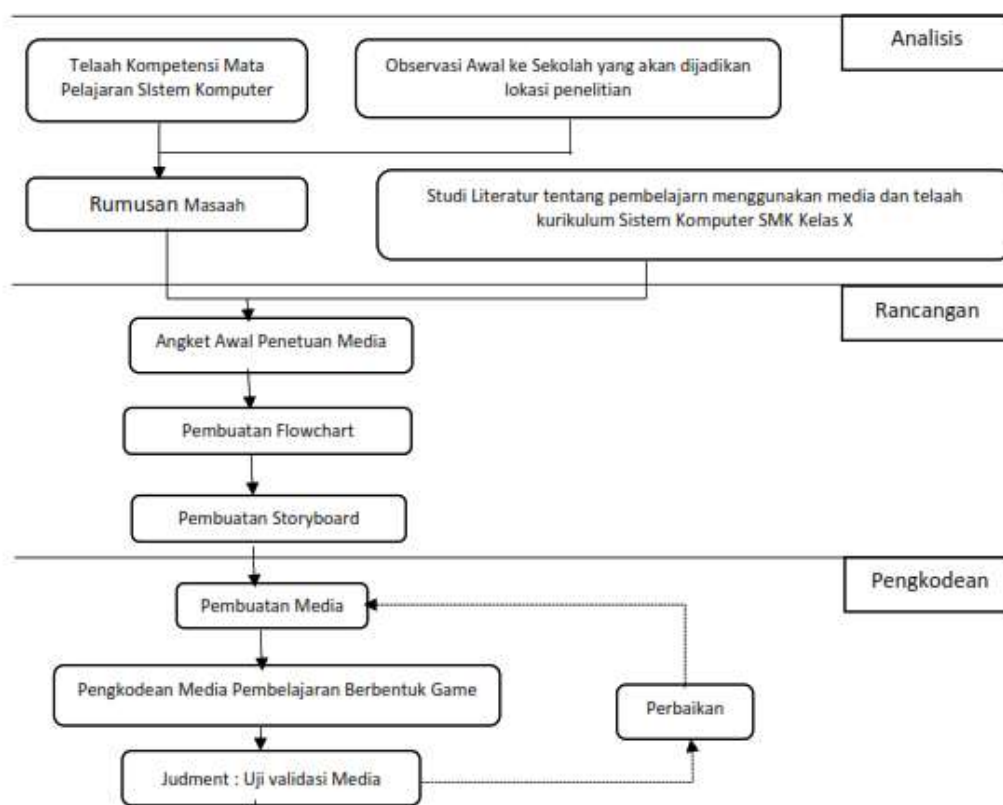 Analisis
Telaah Kompetensi Mata
Pelajaran SIstem Komputer
Observasi Awal ke Sekolah yang akan dijadikan
lokasi penelitian
Rumusan Masaah
Studi Literatur tentang pembelajarn menggunakan media dan telaah
kurikulum Sistem Komputer SMK Kelas X
Rancangan
Angket Awal Penetuan Media
Pembuatan Flowchart
Pembuatan Storyboard
Pengkodean
Pembuatan Media
Pengkodean Media Pembelajaran Berbentuk Game
Perbaikan
Judment : Uji validasi Media